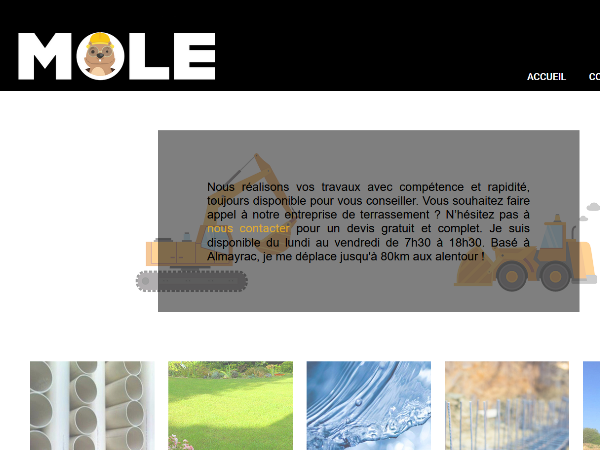 MOLE
ACCUEIL CO
Nous réalisons vos travaux avec compétence et rapidité,
toujours disponible pour vous conseiller. Vous souhaitez faire
appel à notre entreprise de terrassement ? N'hésitez pas à
nous contacter pour un devis gratuit et complet. Je suis
disponible du lundi au vendredi de 7h30 à 18h30. Basé à
Almayrac, je me déplace jusqu'à 80km aux alentour !